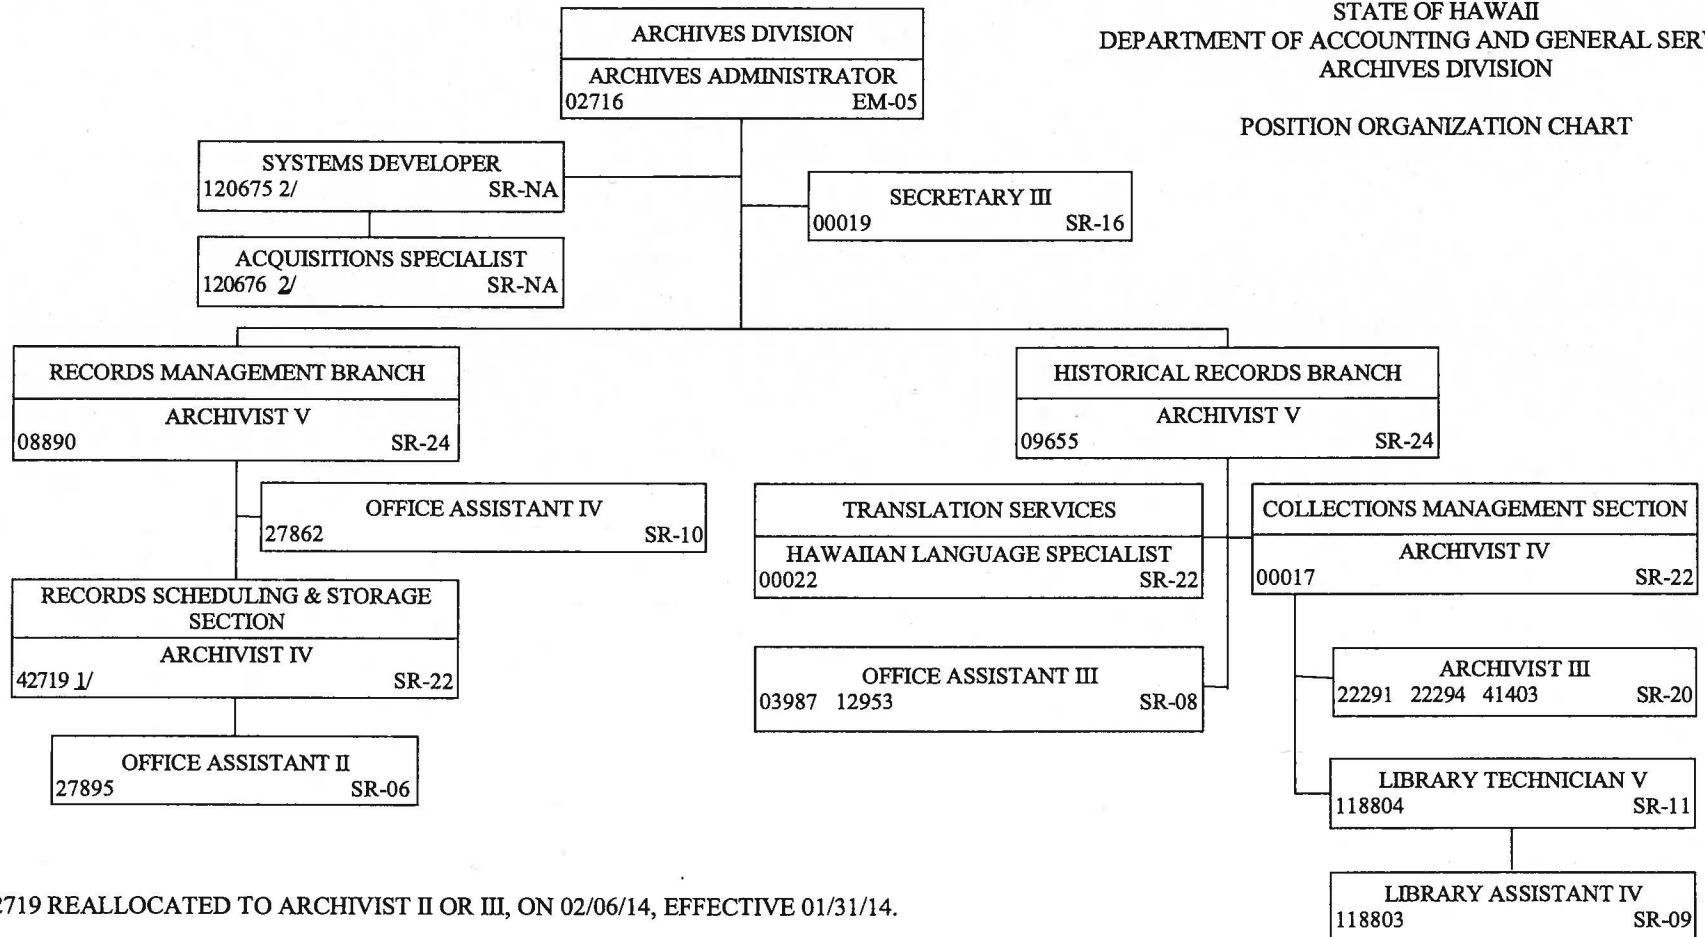 STATE OF HAWAII
DEPARTMENT OF ACCOUNTING AND GENERAL
ARCHIVES DIVISION
POSITION ORGANIZATION CHART
ARCHIVES DIVISION
ARCHIVES ADMINISTRATOR
02716 EM-05
SYSTEMS DEVELOPER
120675 2/ SR-NA
SECRETARY III
00019 SR-16
ACQUISITIONS SPECIALIST
120676 2/ SR-NA
RECORDS MANAGEMENT BRANCH
ARCHIVIST V
08890 SR-24
OFFICE ASSISTANT IV
27862 SR-10
RECORDS SCHEDULING & STORAGE
SECTION
ARCHIVIST IV
42719 1/ SR-22
OFFICE ASSISTANT II
27895 SR-06
HISTORICAL RECORDS BRANCH
ARCHIVIST V
09655 SR-24
TRANSLATION SERVICES
HAWAIIAN LANGUAGE SPECIALIST
00022 SR-22
OFFICE ASSISTANT III
03987 12953 SR-08
COLLECTIONS MANAGEMENT SECTION
ARCHIVIST IV
00017 SR-22
ARCHIVIST III
22291 22294 41403 SR-20
LIBRARY TECHNICIAN V
118804 SR-11
LIBRARY ASSISTANT IV
118803 SR-09
2719 REALLOCATED TO ARCHIVIST II OR III, ON 02/06/14, EFFECTIVE 01/31/14.